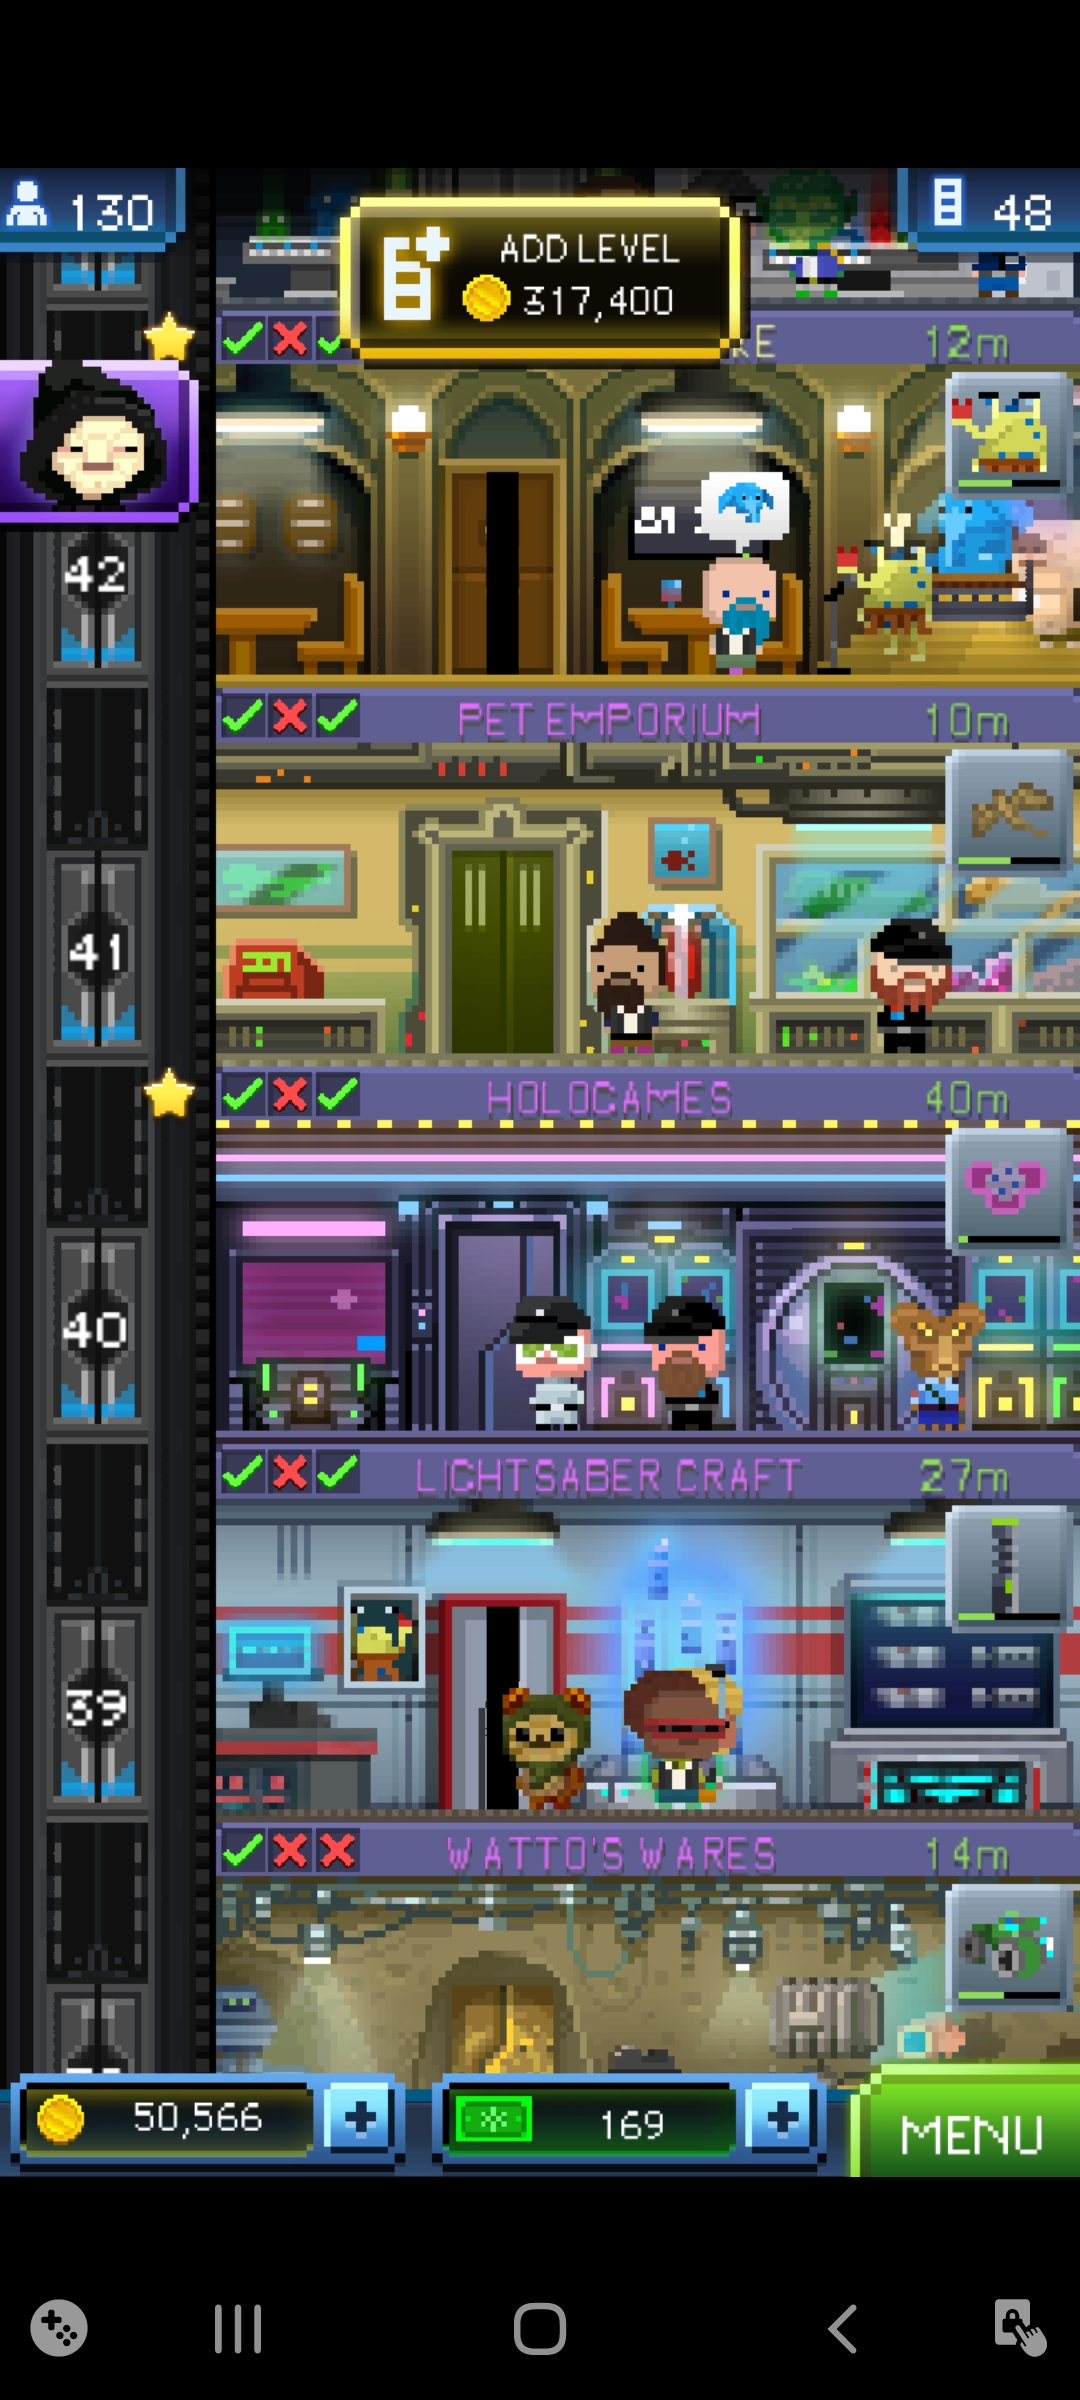 130
48
ADD LEVEL
317,400
KE
12m
42
PET EMPORIUM
10m
41
HOLOGAMES
40m
40
LIGHTSABER CRAFT
27m
39
WATTO'S WARES
14m
50,566
169
MENU